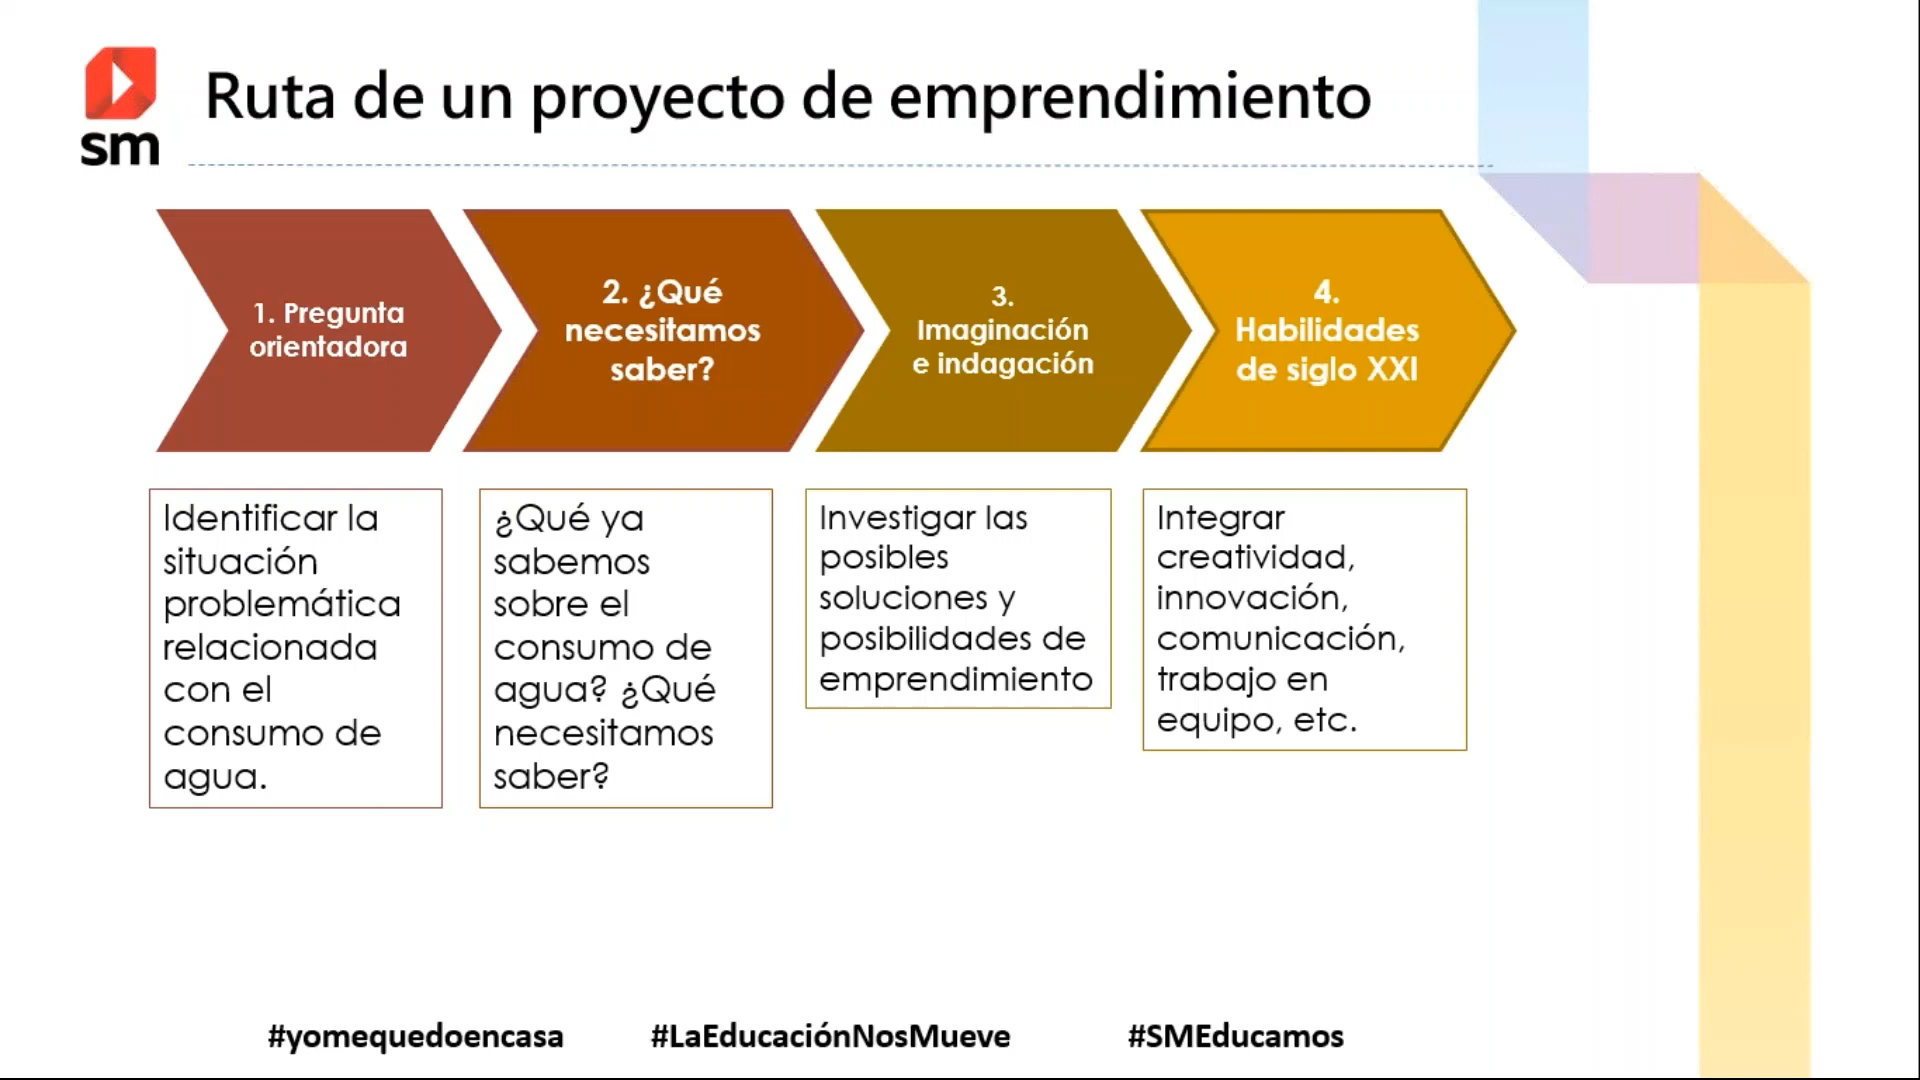 sm
Ruta de un proyecto de emprendimiento
1. Pregunta
orientadora
2. ¿Qué
necesitamos
saber?
3.
Imaginación
e indagación
4.
Habilidades
de siglo XXI
Identificar la
situación
problemática
relacionada
con el
consumo de
agua.
¿Qué ya
sabemos
sobre el
consumo de
agua? ¿Qué
necesitamos
saber?
Investigar las
posibles
soluciones y
posibilidades de
emprendimiento
Integrar
creatividad,
innovación,
comunicación,
trabajo en
equipo, etc.
#yomequedoencasa #LaEducaciónNosMueve #SMEducamos